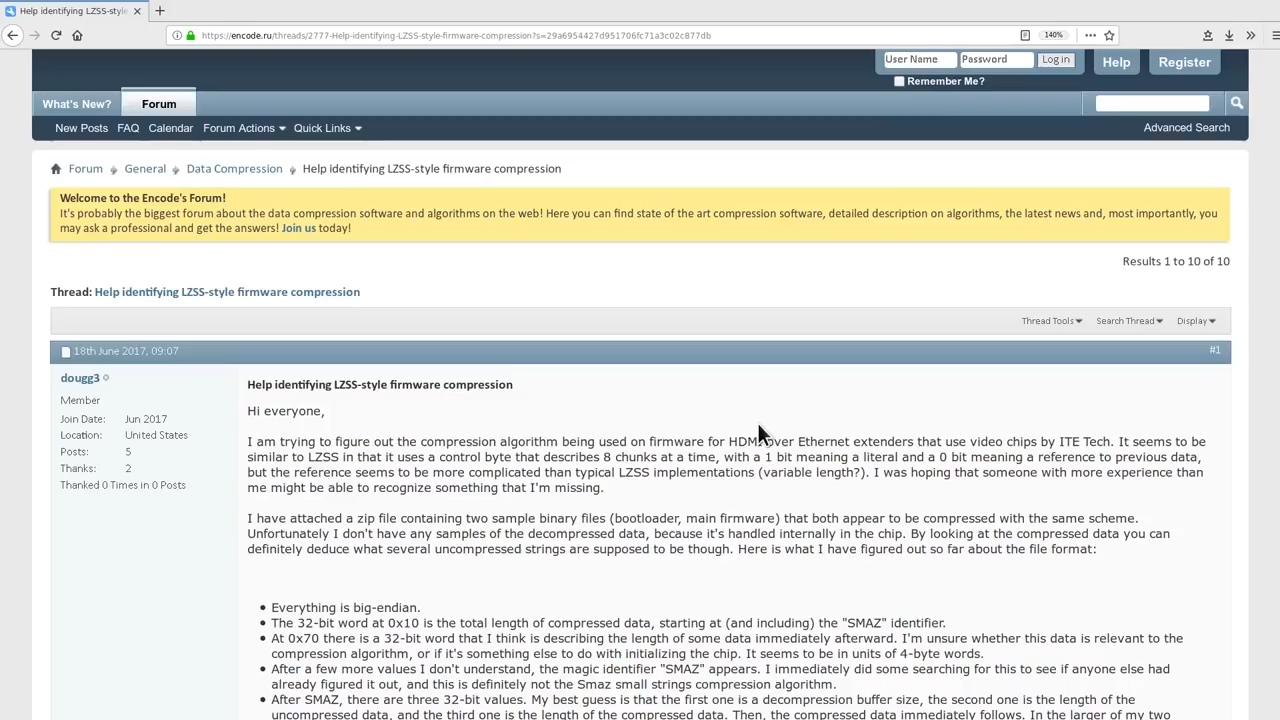 Help identifying LZSS-style
https://encode.ru/threads/2777-Help-identifying-LZSS-style-firmware-compression?s=29a6954427d951706fc71a3c02c877db
140%
User Name
Password
Log in
Help
Register
Remember Me?
What's New?
Forum
New Posts
FAQ
Calendar
Forum Actions
Quick Links
Advanced Search
Forum
General
Data Compression
Help identifying LZSS-style firmware compression
Welcome to the Encode's Forum!
It's probably the biggest forum about the data compression software and algorithms on the web! Here you can find state of the art compression software, detailed description on algorithms, the latest news and, most importantly, you
may ask a professional and get the answers! Join us today!
Results 1 to 10 of 10
Thread: Help identifying LZSS-style firmware compression
Thread Tools
Search Thread
Display
18th June 2017, 09:07
#1
dougg3
Member
Join Date: Jun 2017
Location: United States
Posts: 5
Thanks: 2
Thanked 0 Times in 0 Posts
Help identifying LZSS-style firmware compression
Hi everyone,
I am trying to figure out the compression algorithm being used on firmware for HDMI over Ethernet extenders that use video chips by ITE Tech. It seems to be
similar to LZSS in that it uses a control byte that describes 8 chunks at a time, with a 1 bit meaning a literal and a 0 bit meaning a reference to previous data,
but the reference seems to be more complicated than typical LZSS implementations (variable length?). I was hoping that someone with more experience than
me might be able to recognize something that I'm missing.
I have attached a zip file containing two sample binary files (bootloader, main firmware) that both appear to be compressed with the same scheme.
Unfortunately I don't have any samples of the decompressed data, because it's handled internally in the chip. By looking at the compressed data you can
definitely deduce what several uncompressed strings are supposed to be though. Here is what I have figured out so far about the file format:
• Everything is big-endian.
• The 32-bit word at 0x10 is the total length of compressed data, starting at (and including) the "SMAZ" identifier.
• At 0x70 there is a 32-bit word that I think is describing the length of some data immediately afterward. I'm unsure whether this data is relevant to the
compression algorithm, or if it's something else to do with initializing the chip. It seems to be in units of 4-byte words.
• After a few more values I don't understand, the magic identifier "SMAZ" appears. I immediately did some searching for this to see if anyone else had
already figured it out, and this is definitely not the Smaz small strings compression algorithm.
• After SMAZ, there are three 32-bit values. My best guess is that the first one is a decompression buffer size, the second one is the length of the
uncompressed data, and the third one is the length of the compressed data. Then, the compressed data immediately follows. In the larger of my two